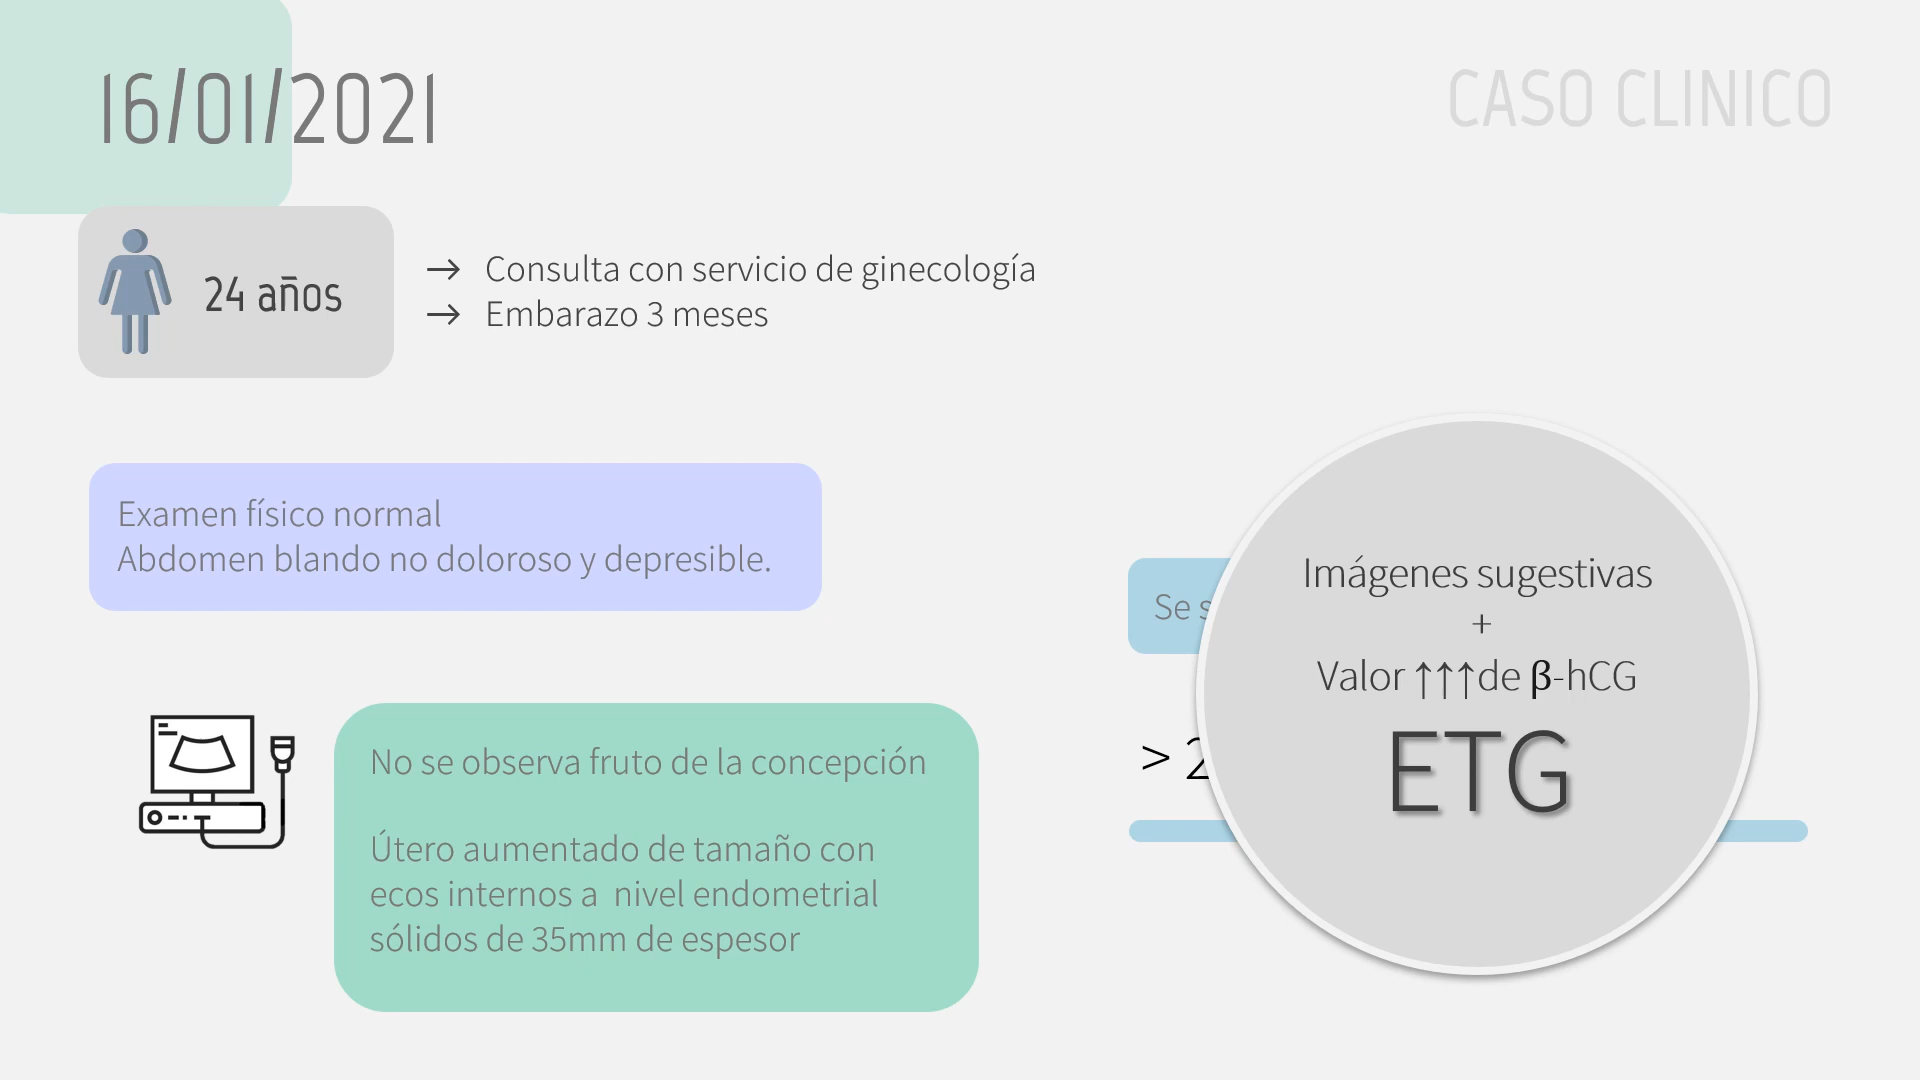 16/01/2021
CASO CLINICO
24 años
→ Consulta con servicio de ginecología
→ Embarazo 3 meses
Examen físico normal
Abdomen blando no doloroso y depresible.
No se observa fruto de la concepción
Útero aumentado de tamaño con
ecos internos a  nivel endometrial
sólidos de 35mm de espesor
Se
>
Imágenes sugestivas
+
Valor ↑↑↑de β-hCG
ETG